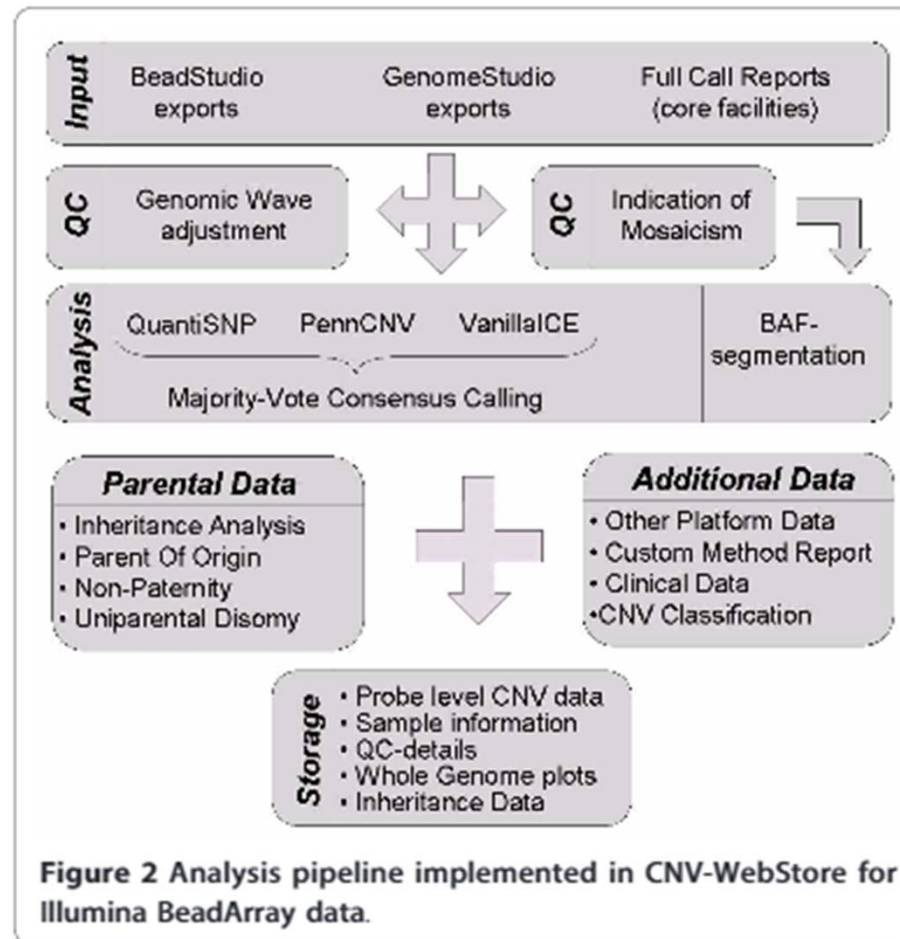 Input
BeadStudio
exports
GenomeStudio
exports
Full Call Reports
(core facilities)
QC
Genomic Wave
adjustment
QC
Indication of
Mosaicism
Analysis
QuantiSNP PennCNV VanillaICE
Majority-Vote Consensus Calling
BAF-
segmentation
Parental Data
• Inheritance Analysis
• Parent Of Origin
• Non-Paternity
• Uniparental Disomy
Additional Data
• Other Platform Data
• Custom Method Report
• Clinical Data
•CNV Classification
Storage
• Probe level CNV data
• Sample information
• QC-details
• Whole Genome plots
• Inheritance Data
Figure 2 Analysis pipeline implemented in CNV-WebStore for
Illumina BeadArray data.